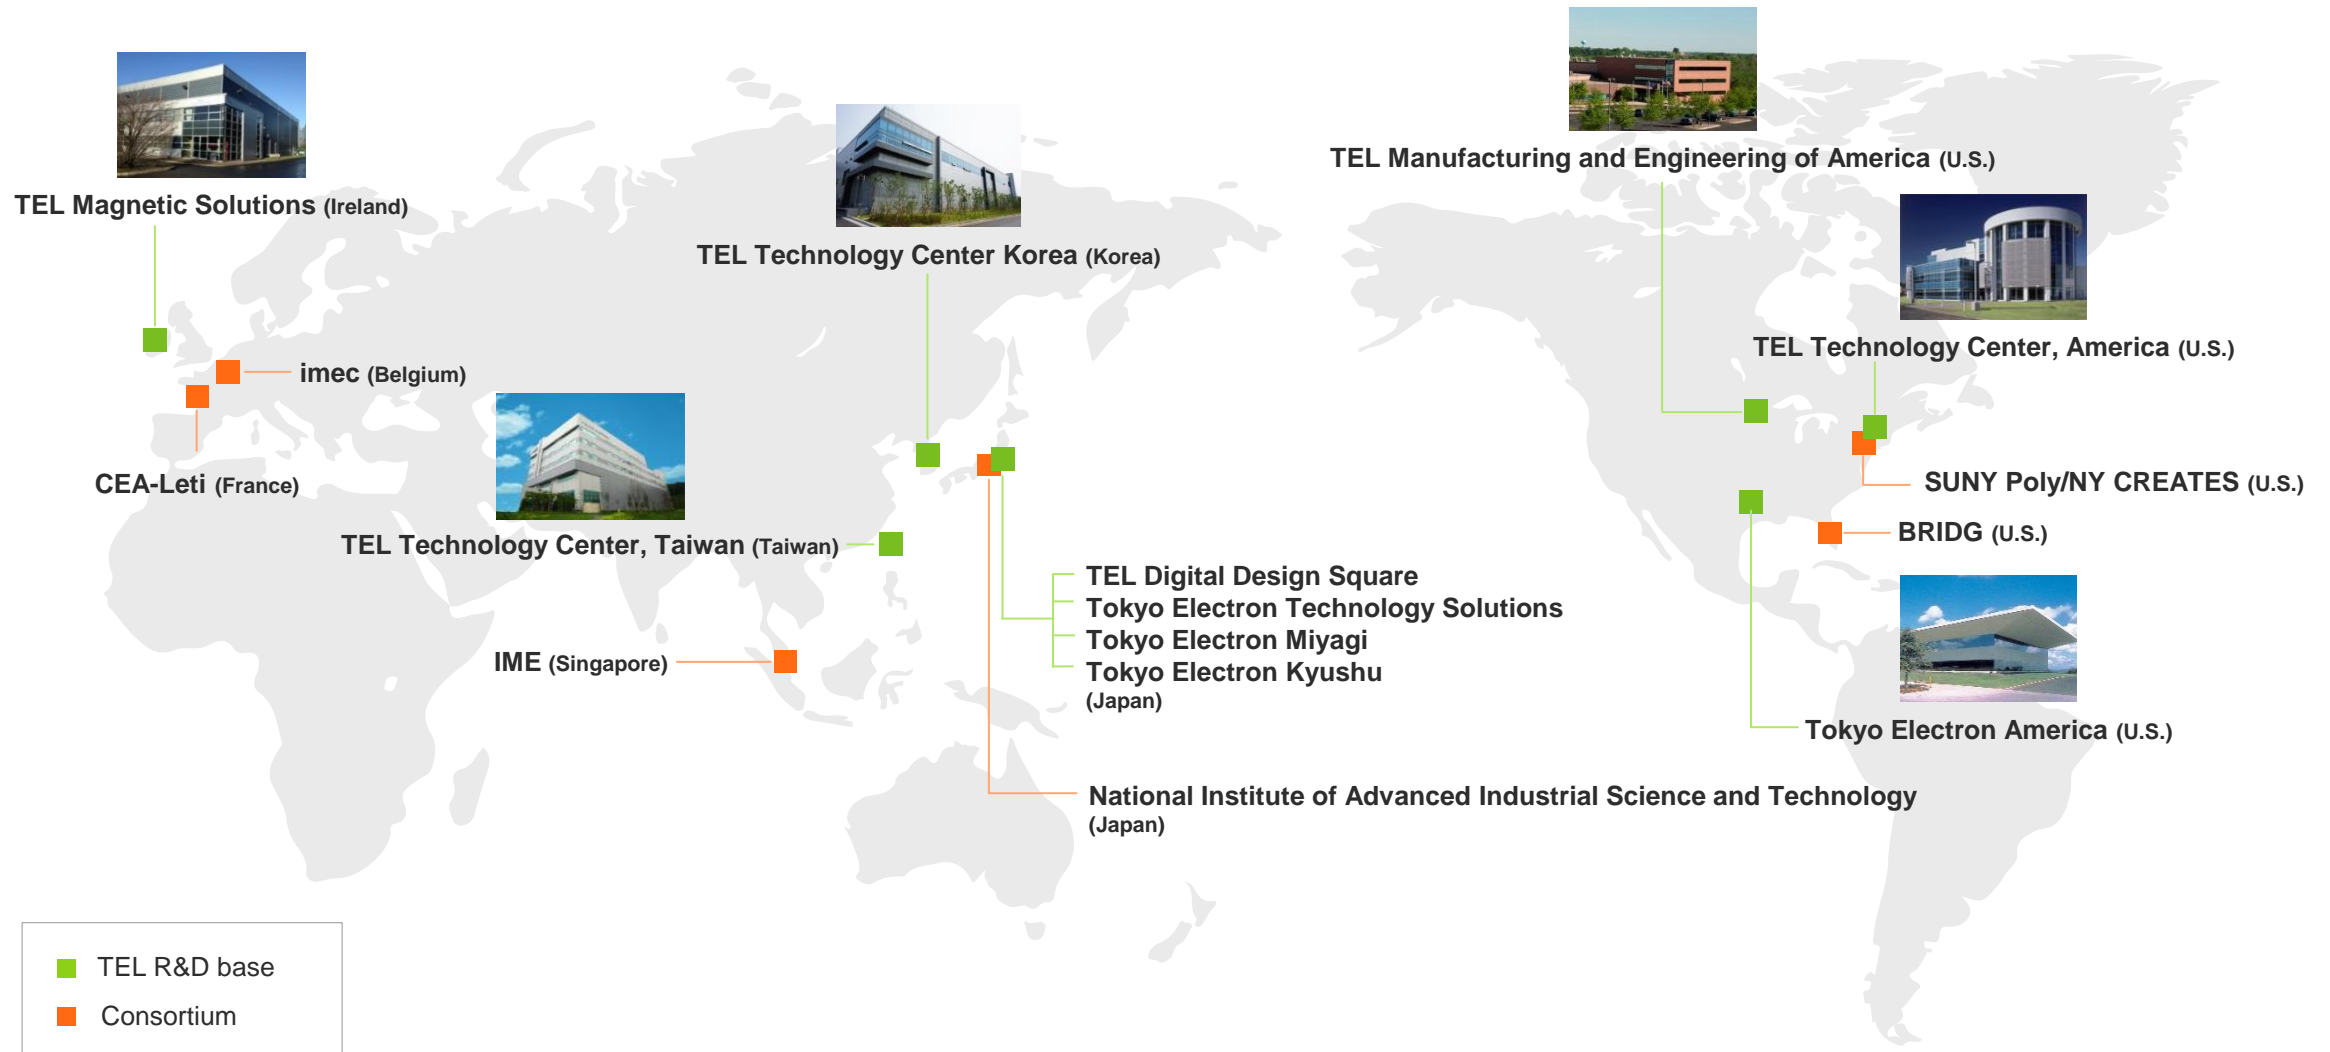 TEL Magnetic Solutions (Ireland)
TEL Technology Center Korea (Korea)
TEL Manufacturing and Engineering of America (U.S.)
TEL Technology Center, America (U.S.)
imec (Belgium)
CEA-Leti (France)
TEL Technology Center, Taiwan (Taiwan)
IME (Singapore)
TEL Digital Design Square
Tokyo Electron Technology Solutions
Tokyo Electron Miyagi
Tokyo Electron Kyushu
(Japan)
National Institute of Advanced Industrial Science and Technology
(Japan)
SUNY Poly/NY CREATES (U.S.)
BRIDG (U.S.)
Tokyo Electron America (U.S.)
TEL R&D base
Consortium